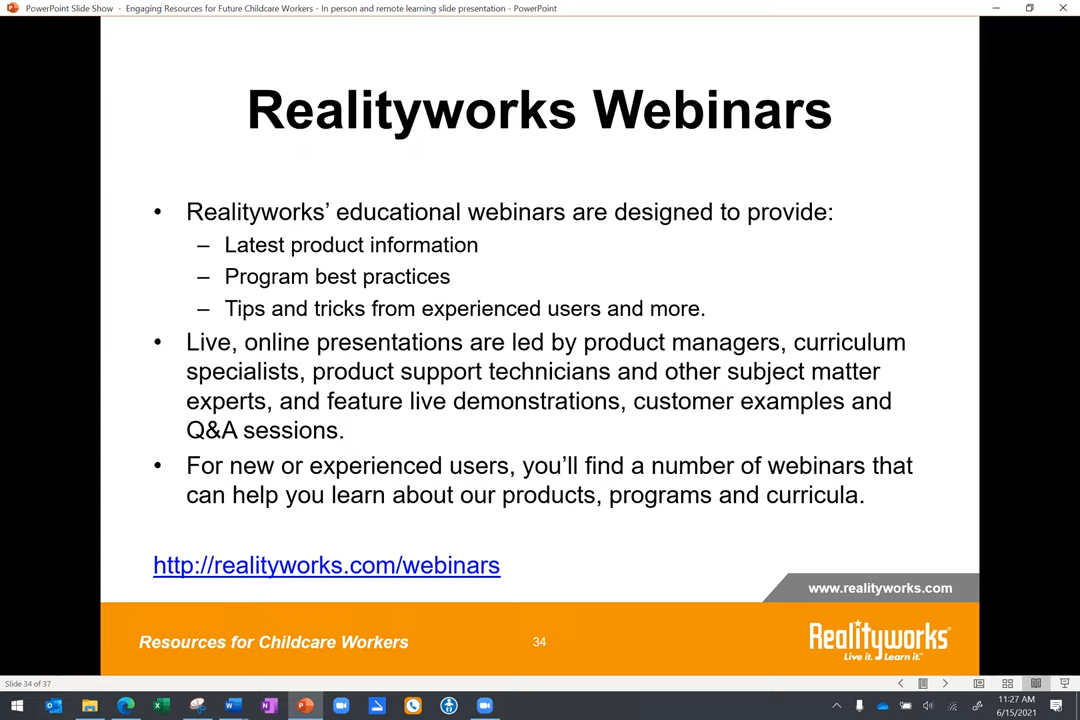 PowerPoint Slide Show - Engaging Resources for Future Childcare Workers - In person and remote learning slide presentation - PowerPoint
Realityworks Webinars
• Realityworks’ educational webinars are designed to provide:
– Latest product information
– Program best practices
– Tips and tricks from experienced users and more.
• Live, online presentations are led by product managers, curriculum
specialists, product support technicians and other subject matter
experts, and feature live demonstrations, customer examples and
Q&A sessions.
• For new or experienced users, you’ll find a number of webinars that
can help you learn about our products, programs and curricula.
http://realityworks.com/webinars
www.realityworks.com
Resources for Childcare Workers
34
Realityworks®
Live it. Learn it.™
Slide 34 of 37
11:27 AM
6/15/2021